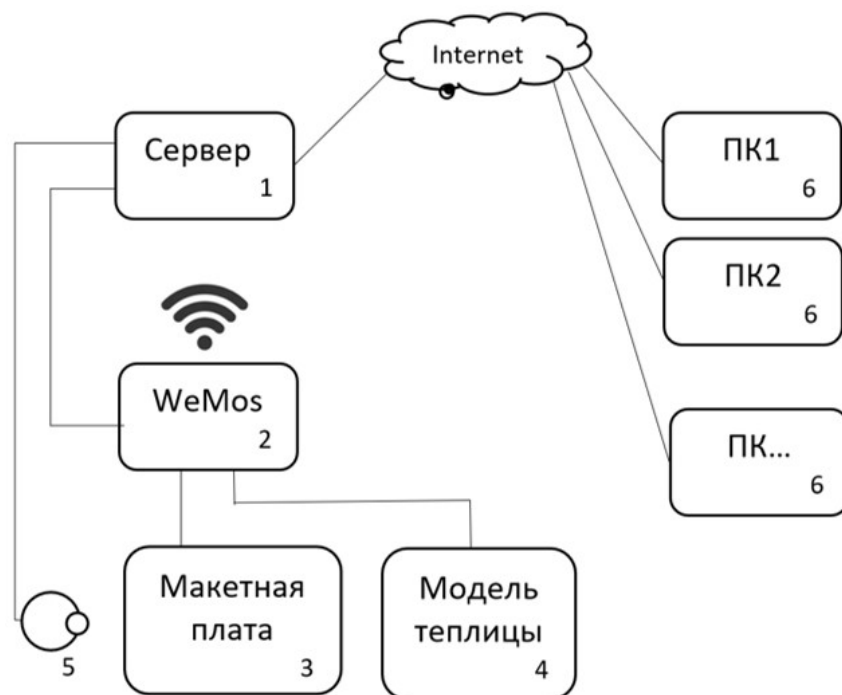 Internet
Сервер
1
ПК1
6
ПК2
6
WeMos
2
ПК...
6
Макетная
плата
3
Модель
теплицы
4
5